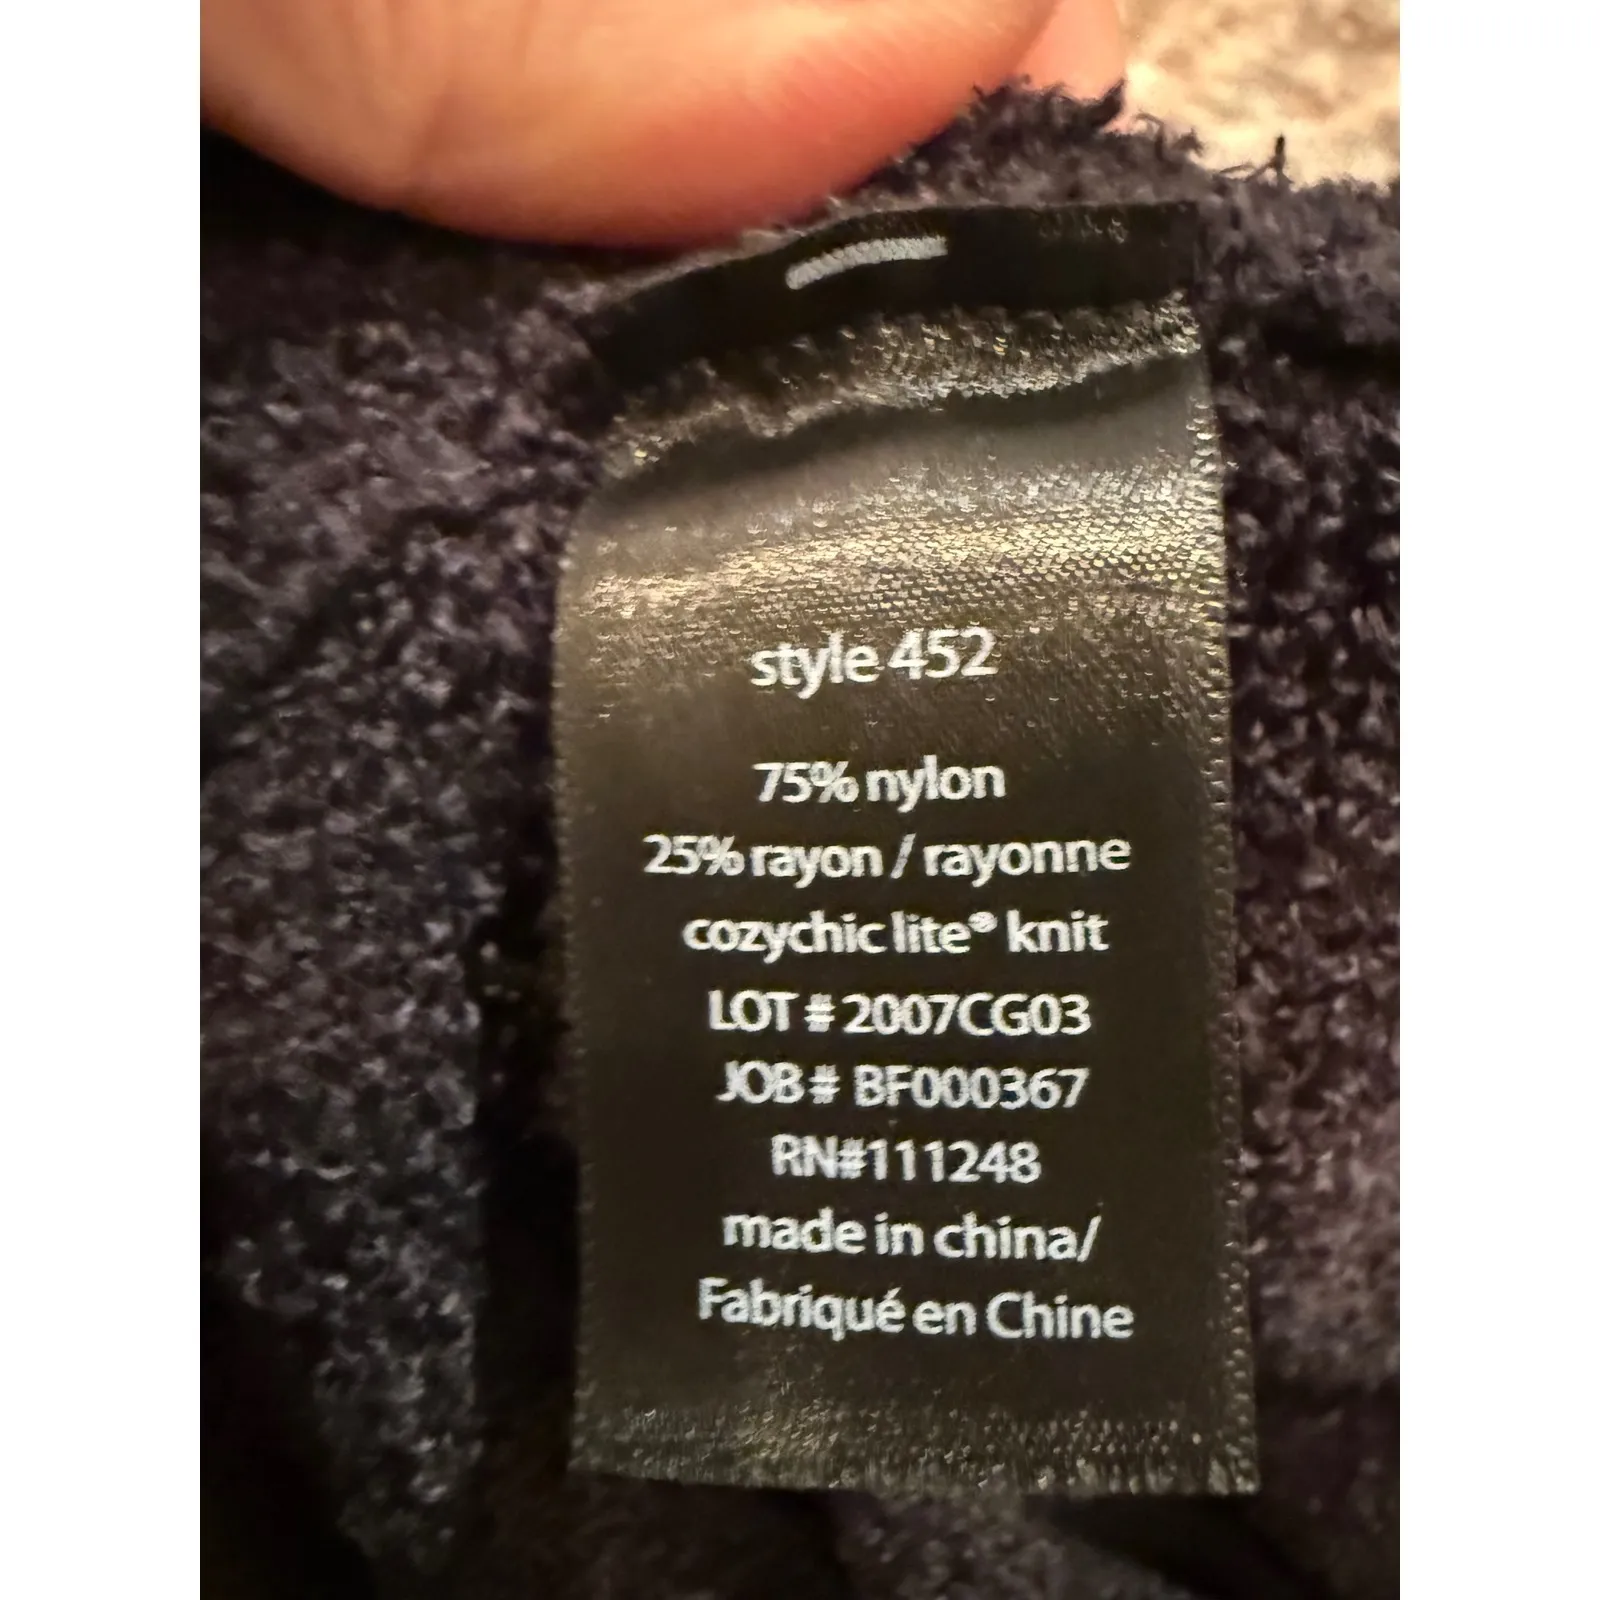 style 452
75% nylon
25% rayon / rayonne
cozychic lite® knit
LOT # 2007CG03
JOB # BF000367
RN#111248
made in china/
Fabriqué en Chine